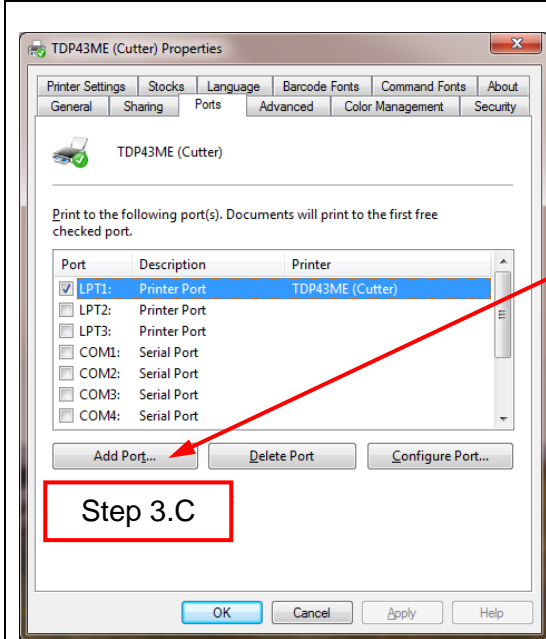 TDP43ME (Cutter) Properties
Printer Settings Stocks Language Barcode Fonts Command Fonts About
General Sharing Ports Advanced Color Management Security
TDP43ME (Cutter)
Print to the following port(s). Documents will print to the first free
checked port.
Port Description Printer
LPT1: Printer Port TDP43ME (Cutter)
LPT2: Printer Port
LPT3: Printer Port
COM1: Serial Port
COM2: Serial Port
COM3: Serial Port
COM4: Serial Port
Add Port... Delete Port Configure Port...
Step 3.C
OK Cancel Apply Help